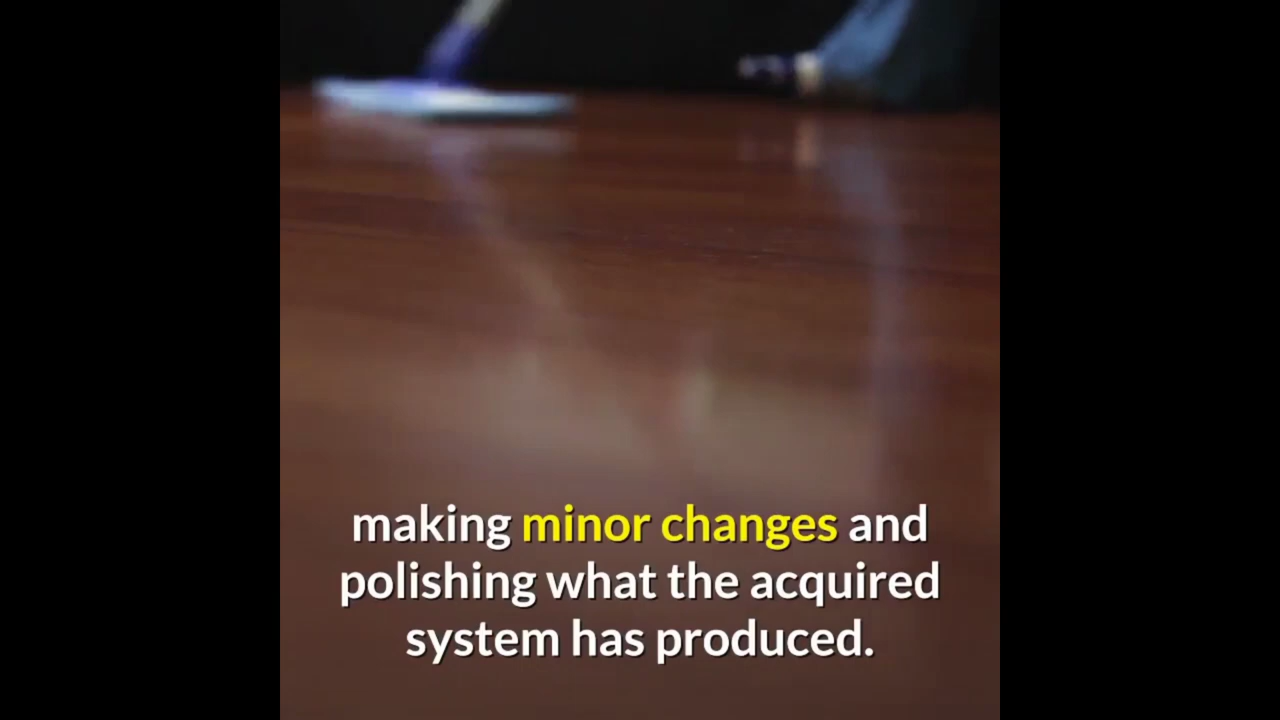 making minor changes and
polishing what the acquired
system has produced.